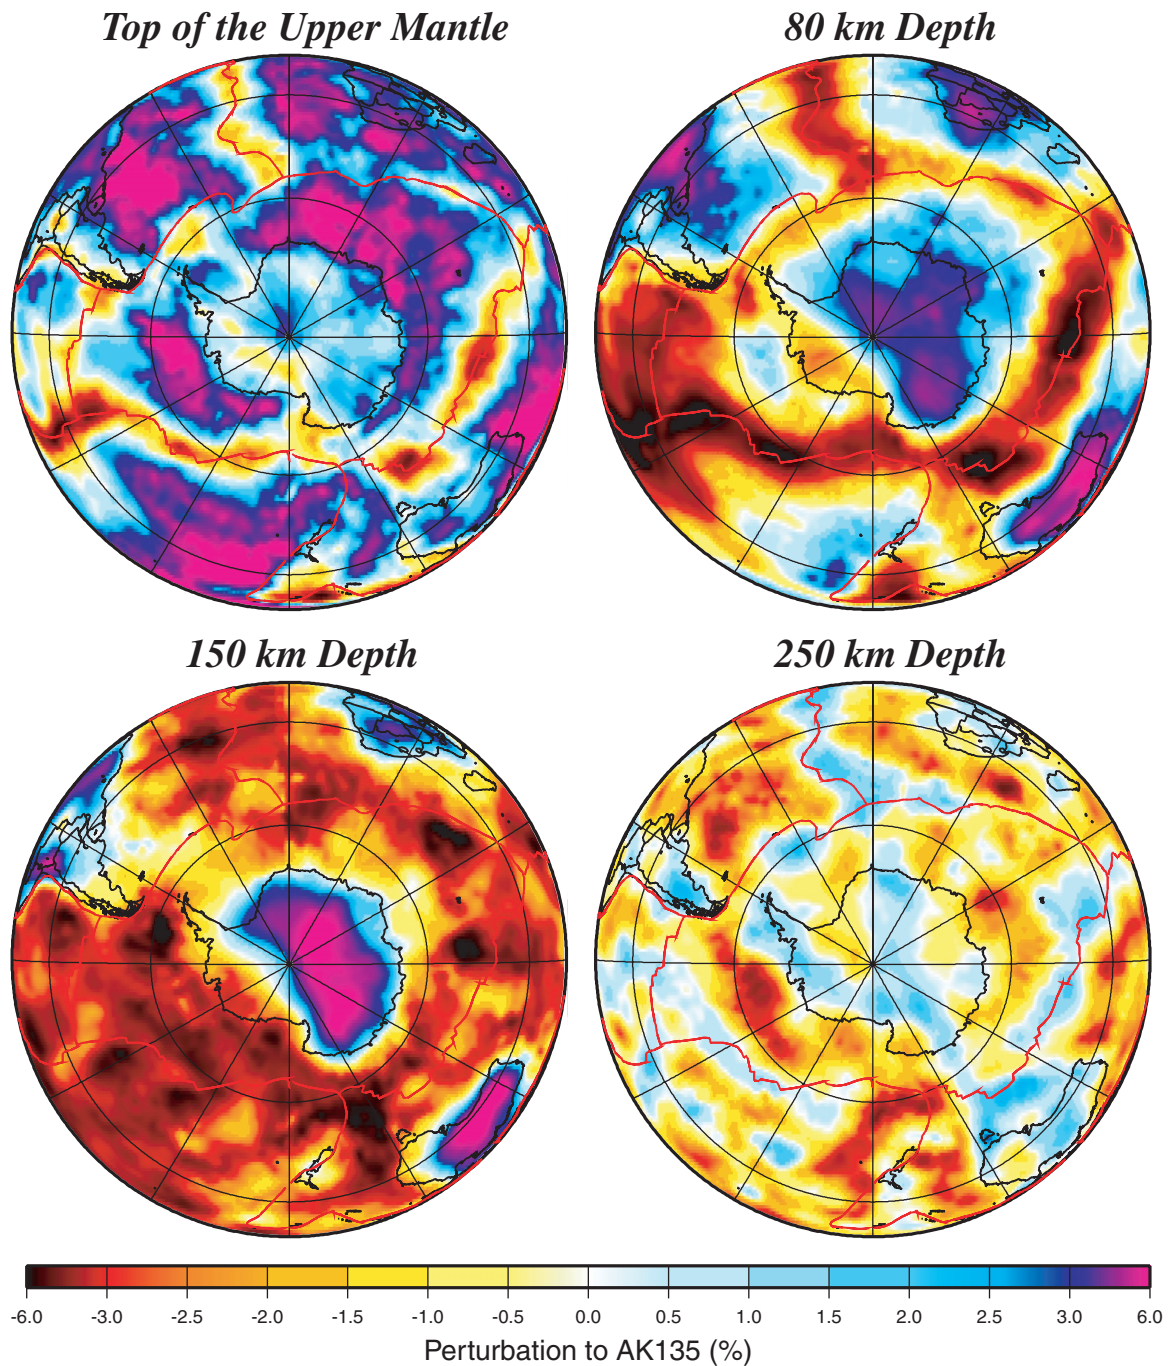 Top of the Upper Mantle
80 km Depth
150 km Depth
250 km Depth
-6.0 -3.0 -2.5 -2.0 -1.5 -1.0 -0.5 0.0 0.5 1.0 1.5 2.0 2.5 3.0 6.0
Perturbation to AK135 (%)